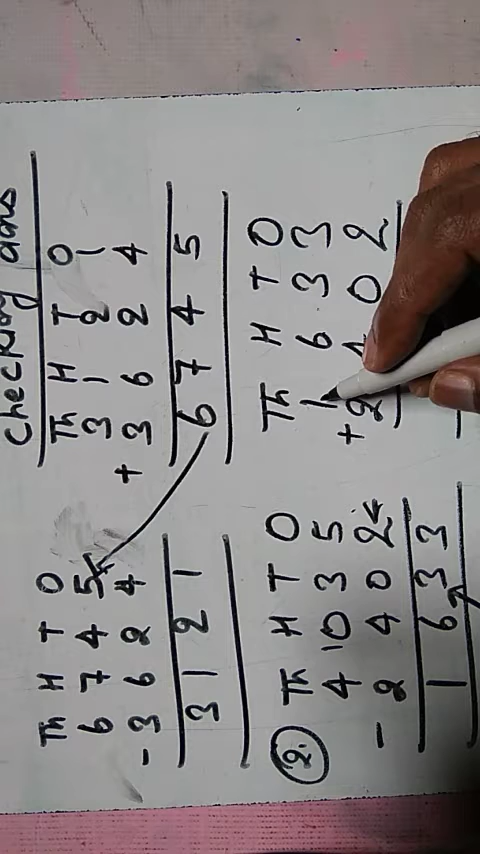 Th H T O
6 7 4 5
- 3 6 2 4
3 1 2 1
Checking ans
Th H T O
3 1 2 1
+ 3 6 2 4
6 7 4 5
2. Th H T O
4 10 3 5
- 2 4 0 2
1 6 3 3
Th H T O
1 6 3 3
+ 2 4 0 2